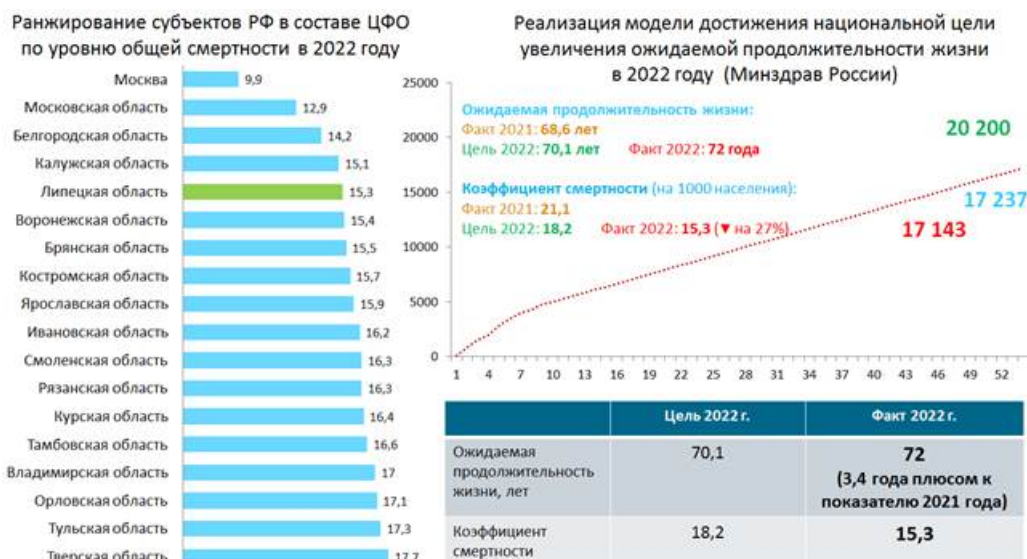 Ранжирование субъектов РФ в составе ЦФО
по уровню общей смертности в 2022 году
Москва 9,9
Московская область 12,9
Белгородская область 14,2
Калужская область 15,1
Липецкая область 15,3
Воронежская область 15,4
Брянская область 15,5
Костромская область 15,7
Ярославская область 15,9
Ивановская область 16,2
Смоленская область 16,3
Рязанская область 16,3
Курская область 16,4
Тамбовская область 16,6
Владимирская область 17
Орловская область 17,1
Тульская область 17,3
Тверская область 17,7
Реализация модели достижения национальной цели
увеличения ожидаемой продолжительности жизни
в 2022 году (Минздрав России)
25000
20000
15000
10000
5000
0
Ожидаемая продолжительность жизни:
Факт 2021: 68,6 лет
Цель 2022: 70,1 лет Факт 2022: 72 года
Коэффициент смертности (на 1000 населения):
Факт 2021: 21,1
Цель 2022: 18,2 Факт 2022: 15,3 (▼ на 27%)
20 200
17 237
17 143
1 4 7 10 13 16 19 22 25 28 31 34 37 40 43 46 49 52
Цель 2022 г. Факт 2022 г.
Ожидаемая
продолжительность
жизни, лет
70,1
72
(3,4 года плюсом к
показателю 2021 года)
Коэффициент
смертности
18,2
15,3